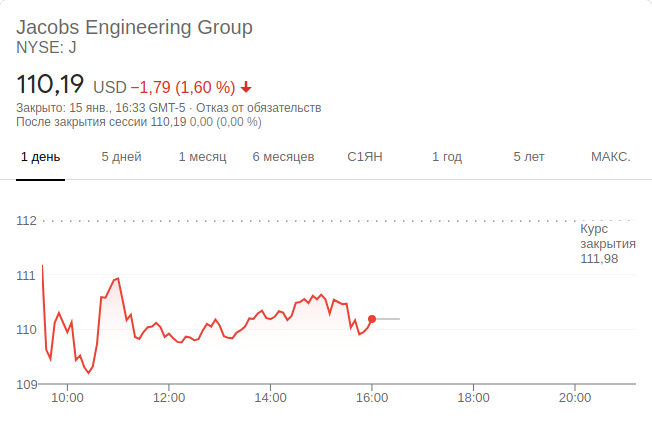 Jacobs Engineering Group
NYSE: J
110,19 USD −1,79 (1,60 %)
Закрыто: 15 янв., 16:33 GMT-5 · Отказ от обязательств
После закрытия сессии 110,19 0,00 (0,00 %)
1 день 5 дней 1 месяц 6 месяцев С1ЯН 1 год 5 лет МАКС.
112
Курс
закрытия
111,98
111
110
109
10:00 12:00 14:00 16:00 18:00 20:00